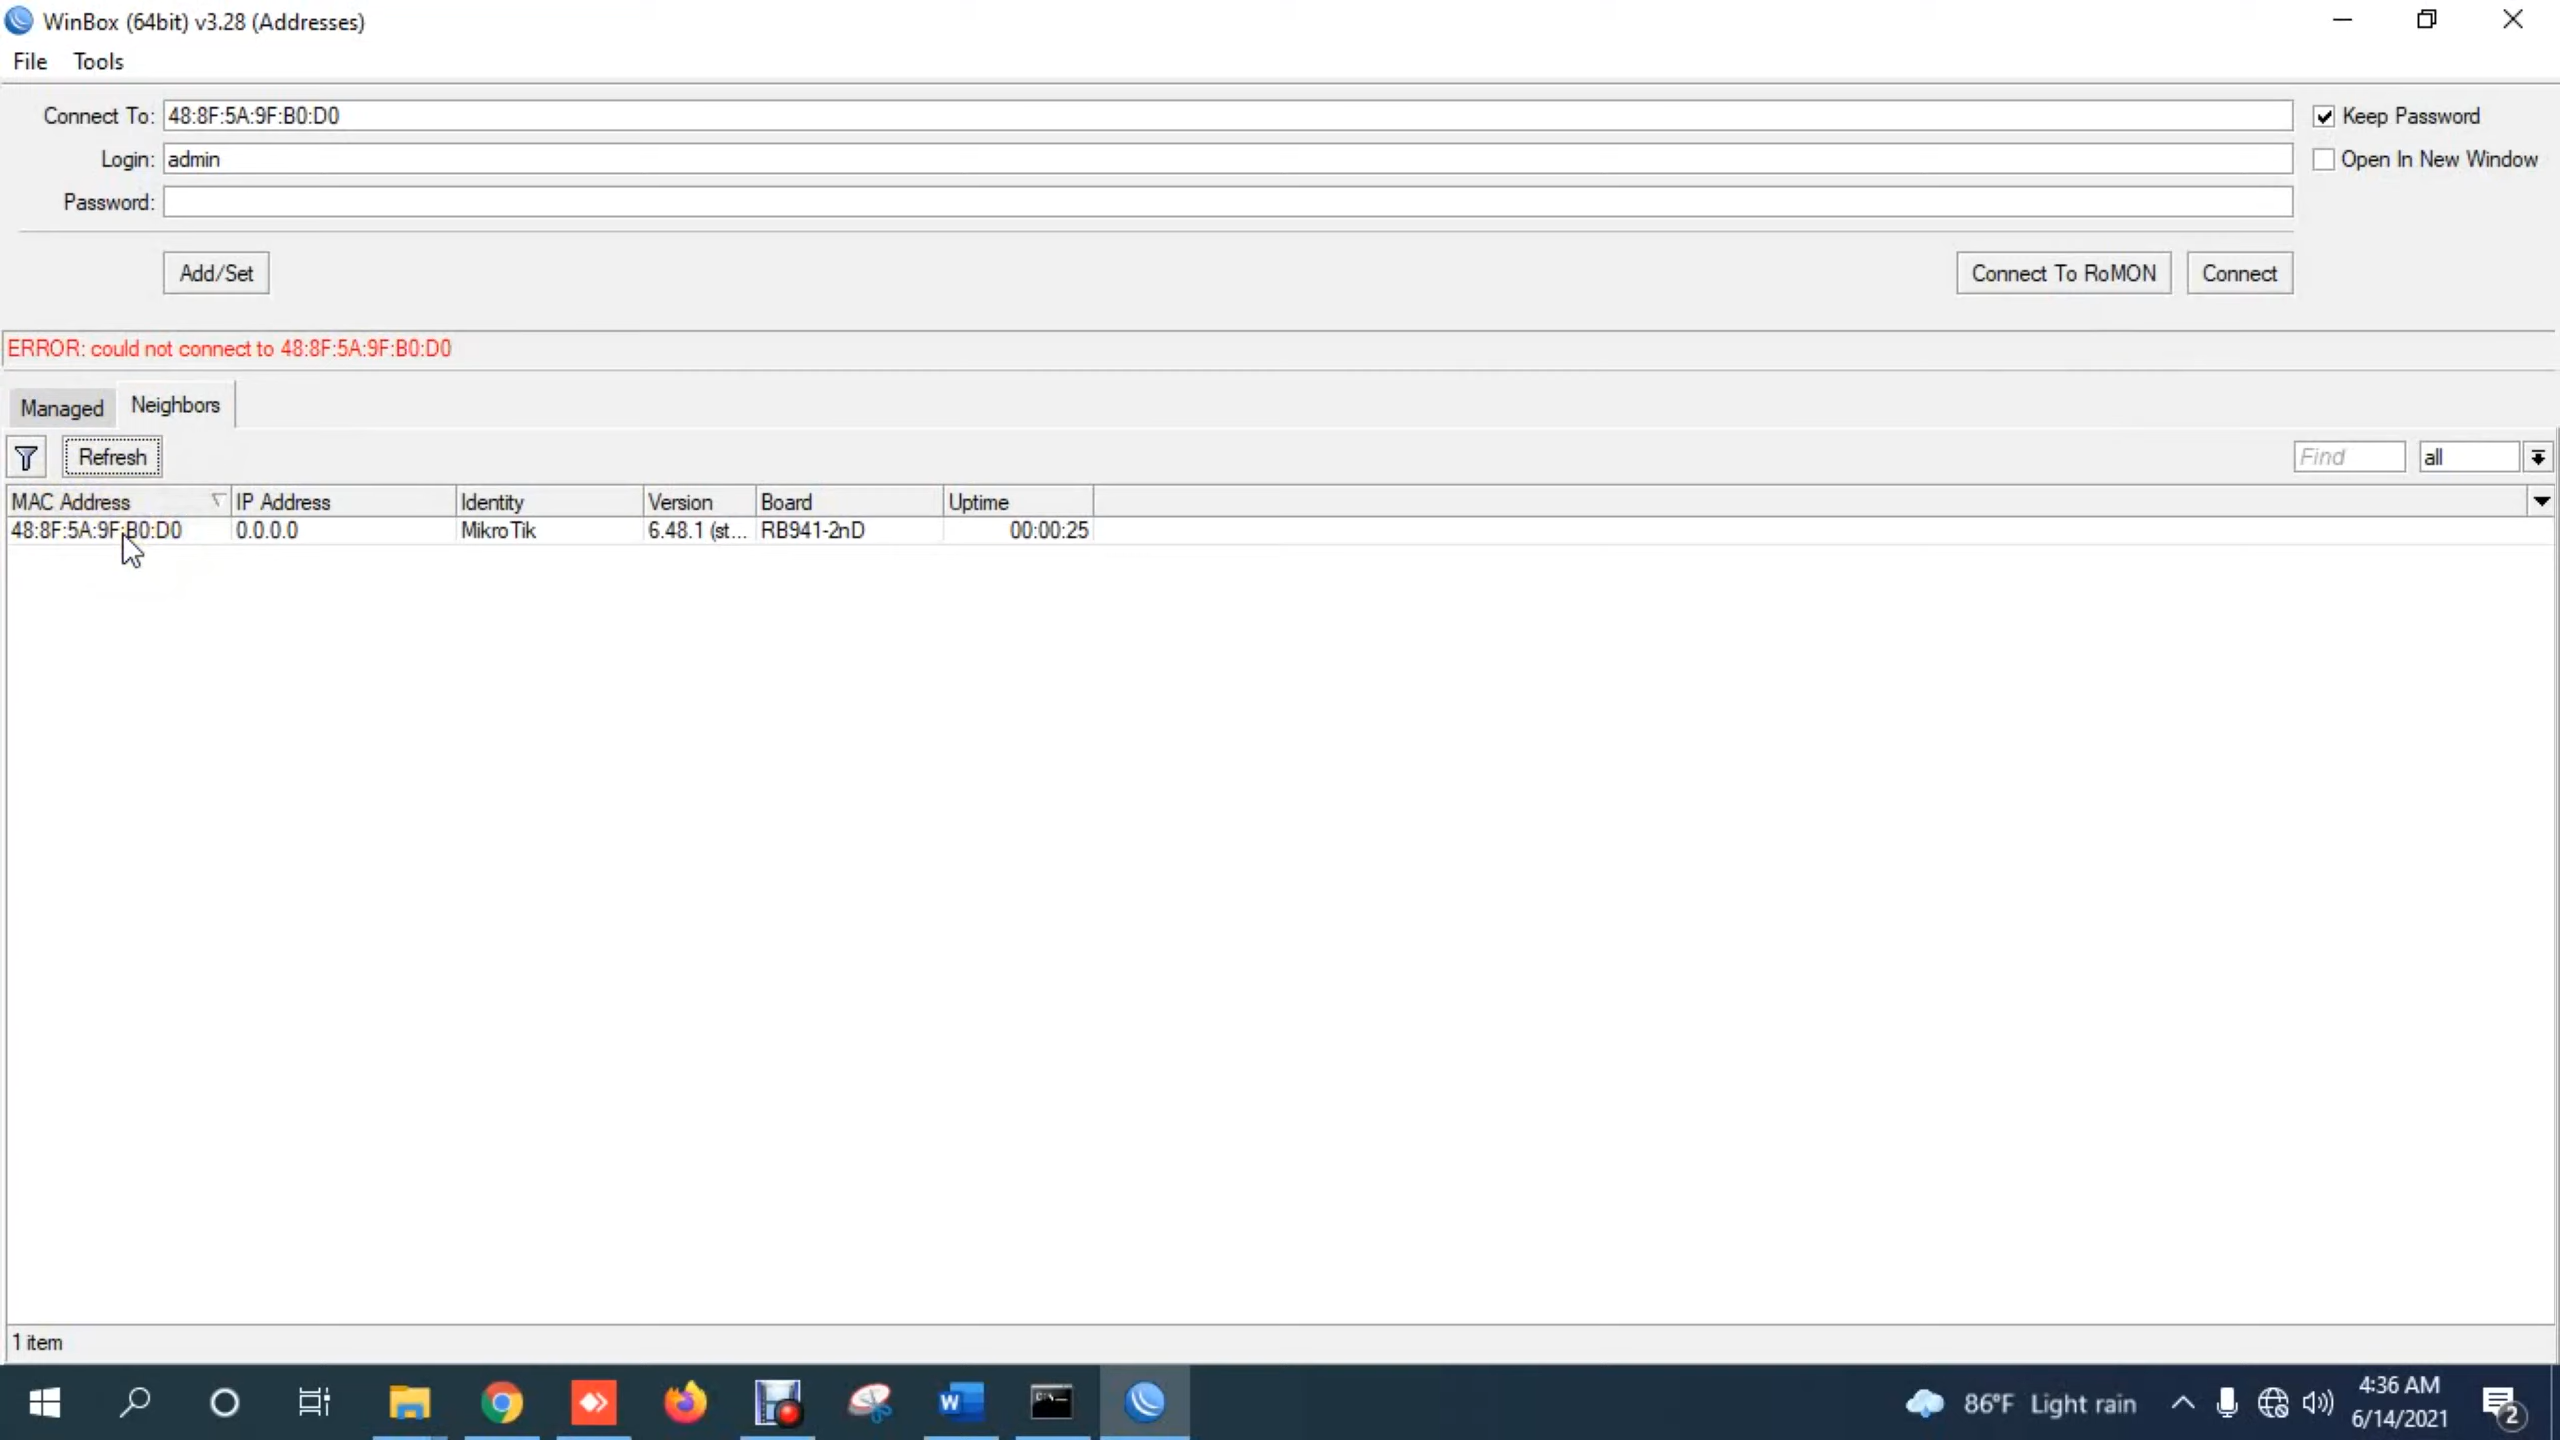 WinBox (64bit) v3.28 (Addresses)
File Tools
Connect To: 48:8F:5A:9F:B0:D0
Keep Password
Login: admin
Open In New Window
Password:
Add/Set Connect To RoMON Connect
ERROR: could not connect to 48:8F:5A:9F:B0:D0
Managed Neighbors
Refresh Find all
MAC Address IP Address Identity Version Board Uptime
48:8F:5A:9F:B0:D0 0.0.0.0 MikroTik 6.48.1 (st... RB941-2nD 00:00:25
1 item
86°F Light rain
4:36 AM
6/14/2021
2